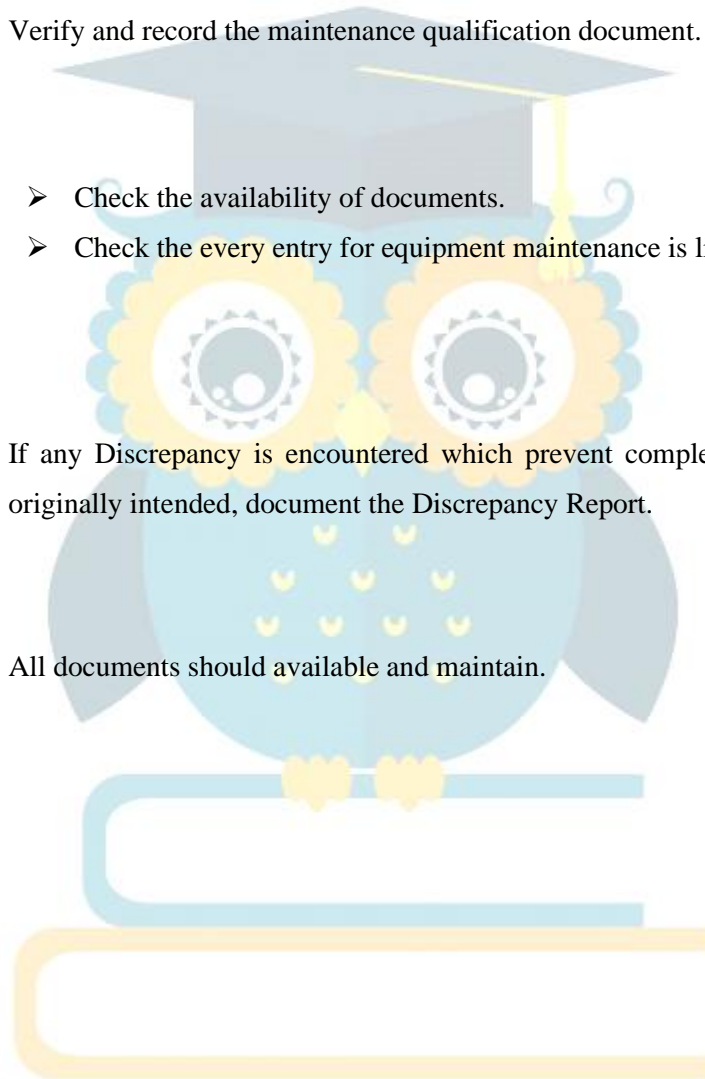 Verify and record the maintenance qualification document.
➢ Check the availability of documents.
➢ Check the every entry for equipment maintenance is
If any Discrepancy is encountered which prevent
originally intended, document the Discrepancy Report.
All documents should available and maintain.